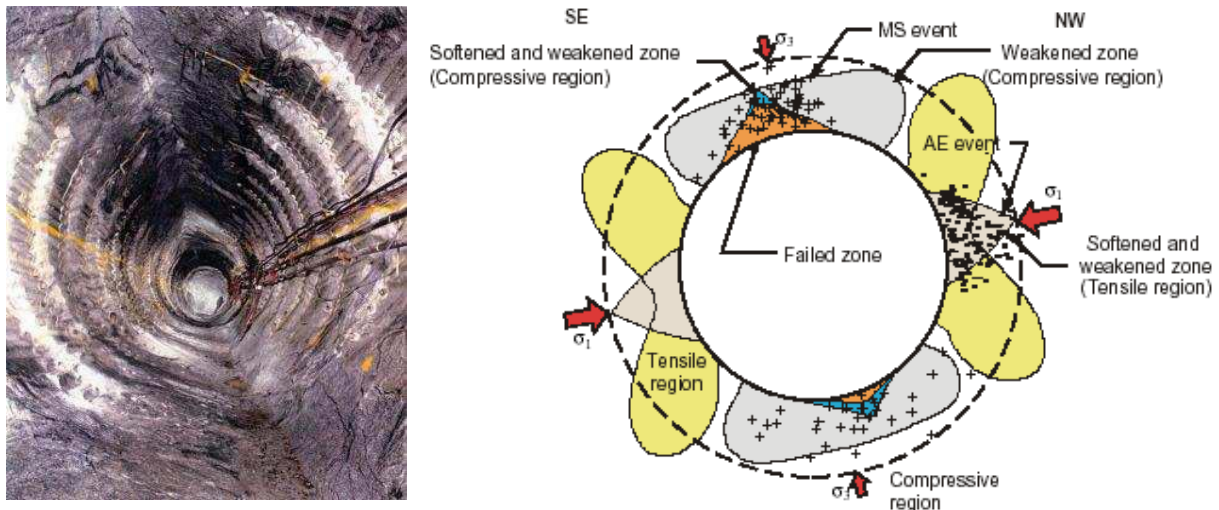 SE
NW
σ3
MS event
Softened and weakened zone
(Compressive region)
Weakened zone
(Compressive region)
AE event
σ1
Failed zone
Softened and
weakened zone
(Tensile region)
σ1
Tensile
region
σ3
Compressive
region